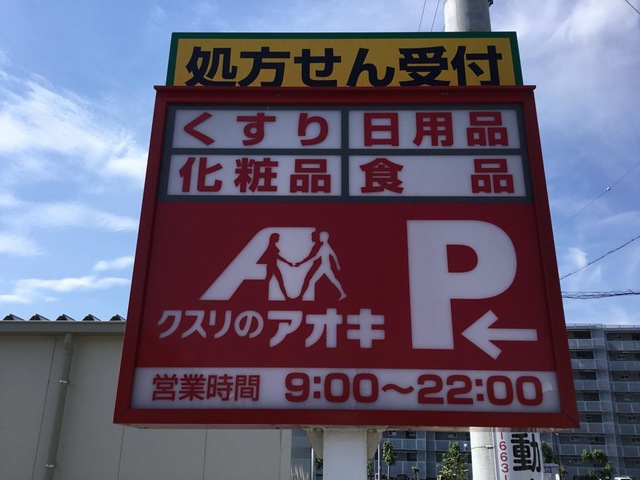 処方せん受付
くすり 日用品
化粧品 食品
クスリのアオキ
P
営業時間 9:00～22:00
動